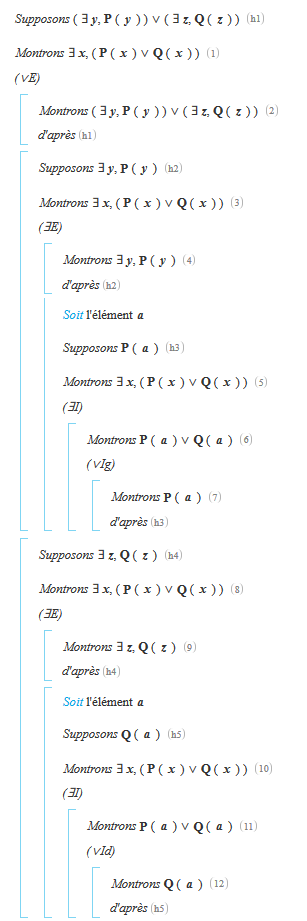 Supposons ( ∃ y, P ( y ) ) ∨ ( ∃ z, Q ( z ) ) (h1)
Montrons ∃ x, ( P ( x ) ∨ Q ( x ) ) (1)
(∨E)
Montrons ( ∃ y, P ( y ) ) ∨ ( ∃ z, Q ( z ) ) (2)
d'après (h1)
Supposons ∃ y, P ( y ) (h2)
Montrons ∃ x, ( P ( x ) ∨ Q ( x ) ) (3)
(∃E)
Montrons ∃ y, P ( y ) (4)
d'après (h2)
Soit l'élément a
Supposons P ( a ) (h3)
Montrons ∃ x, ( P ( x ) ∨ Q ( x ) ) (5)
(∃I)
Montrons P ( a ) ∨ Q ( a ) (6)
(∨Ig)
Montrons P ( a ) (7)
d'après (h3)
Supposons ∃ z, Q ( z ) (h4)
Montrons ∃ x, ( P ( x ) ∨ Q ( x ) ) (8)
(∃E)
Montrons ∃ z, Q ( z ) (9)
d'après (h4)
Soit l'élément a
Supposons Q ( a ) (h5)
Montrons ∃ x, ( P ( x ) ∨ Q ( x ) ) (10)
(∃I)
Montrons P ( a ) ∨ Q ( a ) (11)
(∨Id)
Montrons Q ( a ) (12)
d'après (h5)